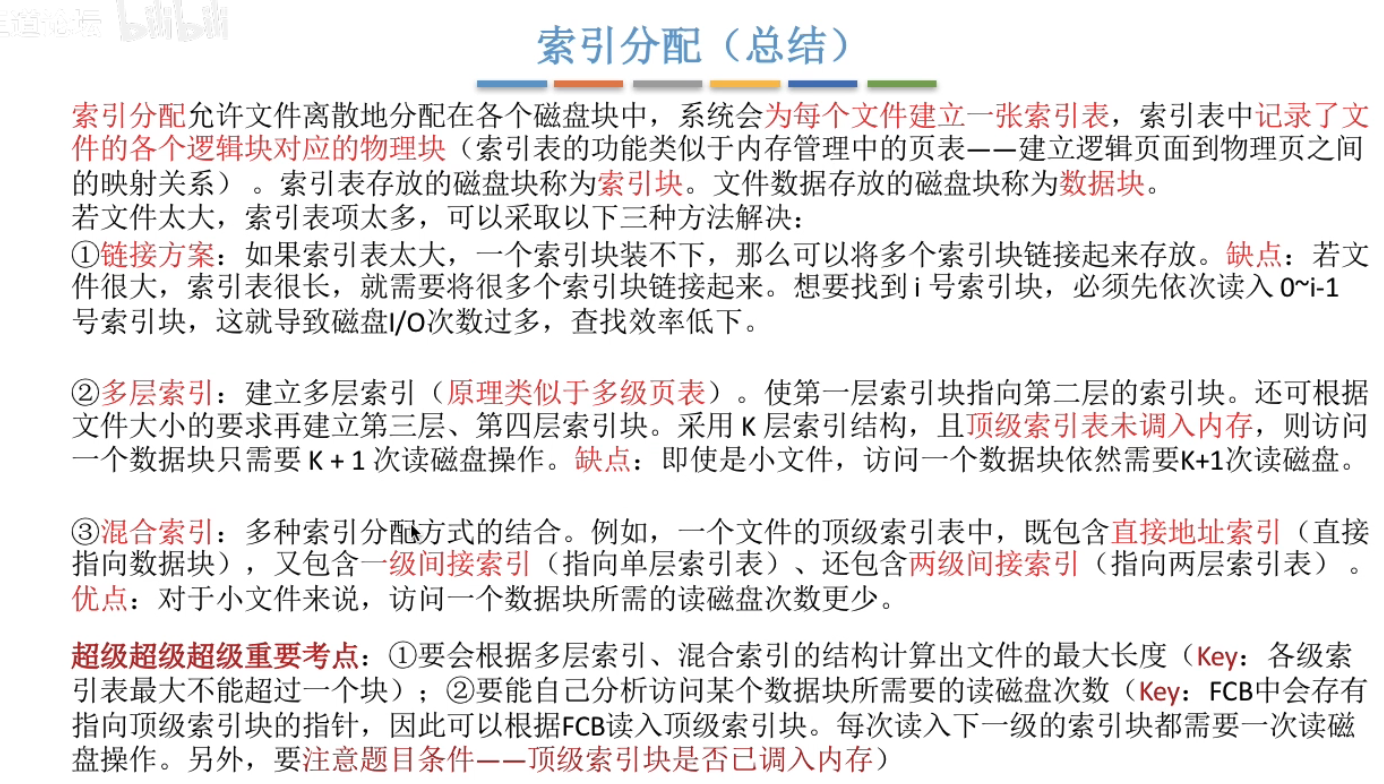 王道论坛 bilibili
索引分配（总结）
索引分配允许文件离散地分配在各个磁盘块中，系统会为每个文件建立一张索引表，索引表中记录了文
件的各个逻辑块对应的物理块（索引表的功能类似于内存管理中的页表——建立逻辑页面到物理页之间
的映射关系）。索引表存放的磁盘块称为索引块。文件数据存放的磁盘块称为数据块。
若文件太大，索引表项太多，可以采取以下三种方法解决：
①链接方案：如果索引表太大，一个索引块装不下，那么可以将多个索引块链接起来存放。缺点：若文
件很大，索引表很长，就需要将很多个索引块链接起来。想要找到 i 号索引块，必须先依次读入 0~i-1
号索引块，这就导致磁盘I/O次数过多，查找效率低下。
②多层索引：建立多层索引（原理类似于多级页表）。使第一层索引块指向第二层的索引块。还可根据
文件大小的要求再建立第三层、第四层索引块。采用 K 层索引结构，且顶级索引表未调入内存，则访问
一个数据块只需要 K + 1 次读磁盘操作。缺点：即使是小文件，访问一个数据块依然需要K+1次读磁盘。
③混合索引：多种索引分配方式的结合。例如，一个文件的顶级索引表中，既包含直接地址索引（直接
指向数据块），又包含一级间接索引（指向单层索引表）、还包含两级间接索引（指向两层索引表）。
优点：对于小文件来说，访问一个数据块所需的读磁盘次数更少。
超级超级超级重要考点：①要会根据多层索引、混合索引的结构计算出文件的最大长度（Key：各级索
引表最大不能超过一个块）；②要能自己分析访问某个数据块所需要的读磁盘次数（Key：FCB中会存有
指向顶级索引块的指针，因此可以根据FCB读入顶级索引块。每次读入下一级的索引块都需要一次读磁
盘操作。另外，要注意题目条件——顶级索引块是否已调入内存）